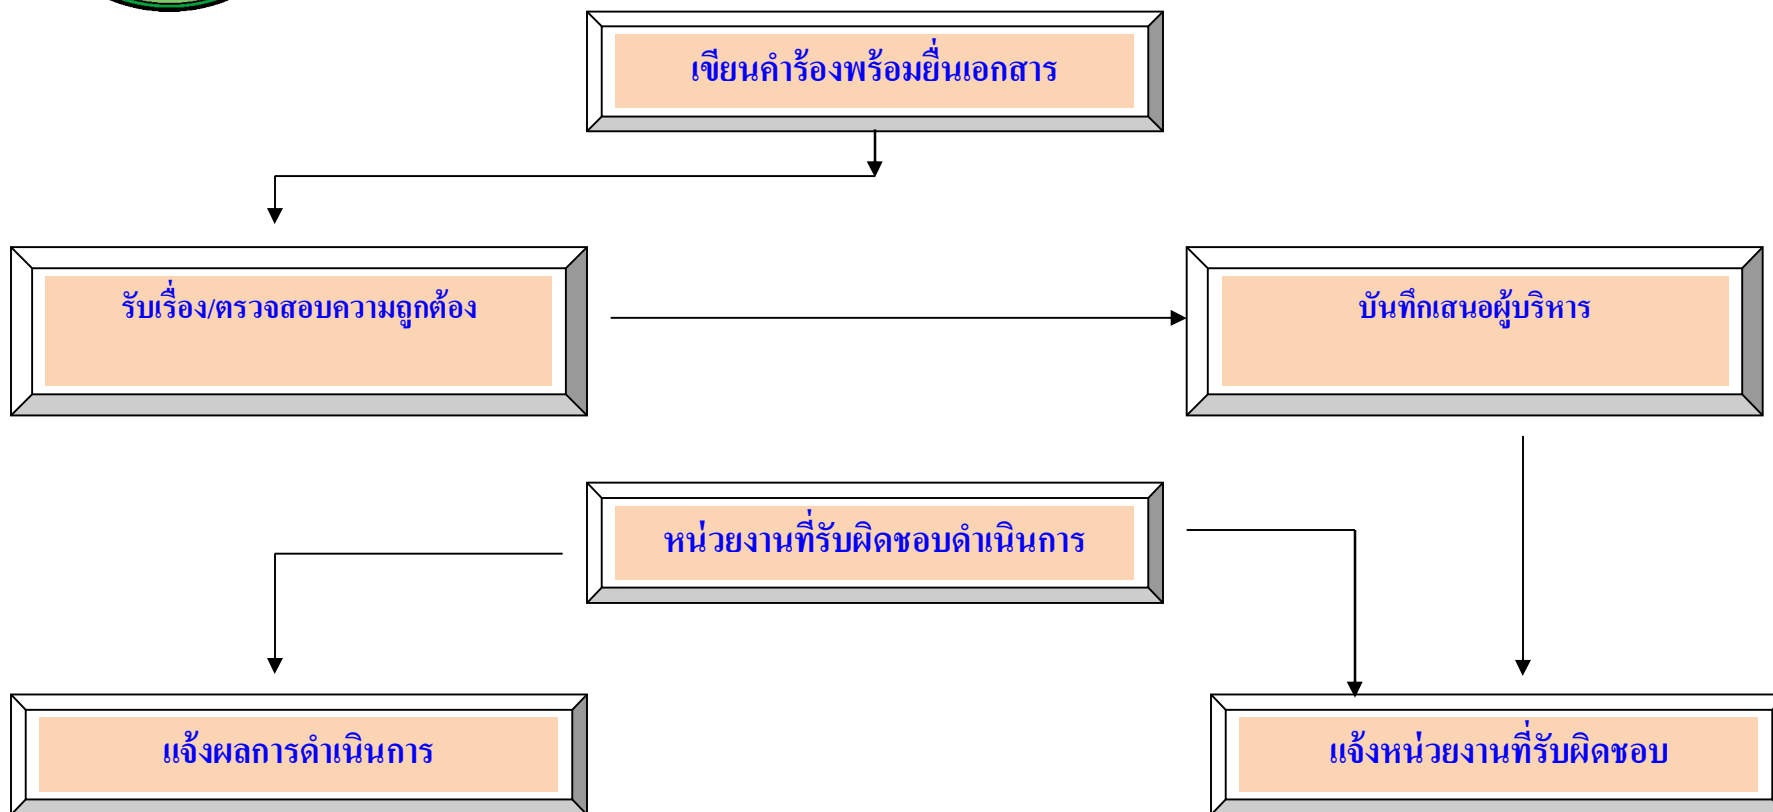 เขียนคำร้องพร้อมยื่นเอกสาร
รับเรื่อง/ตรวจสอบความถูกต้อง
บันทึกเสนอผู้บริหาร
หน่วยงานที่รับผิดชอบดำเนินการ
แจ้งผลการดำเนินการ
แจ้งหน่วยงานที่รับผิดชอบ